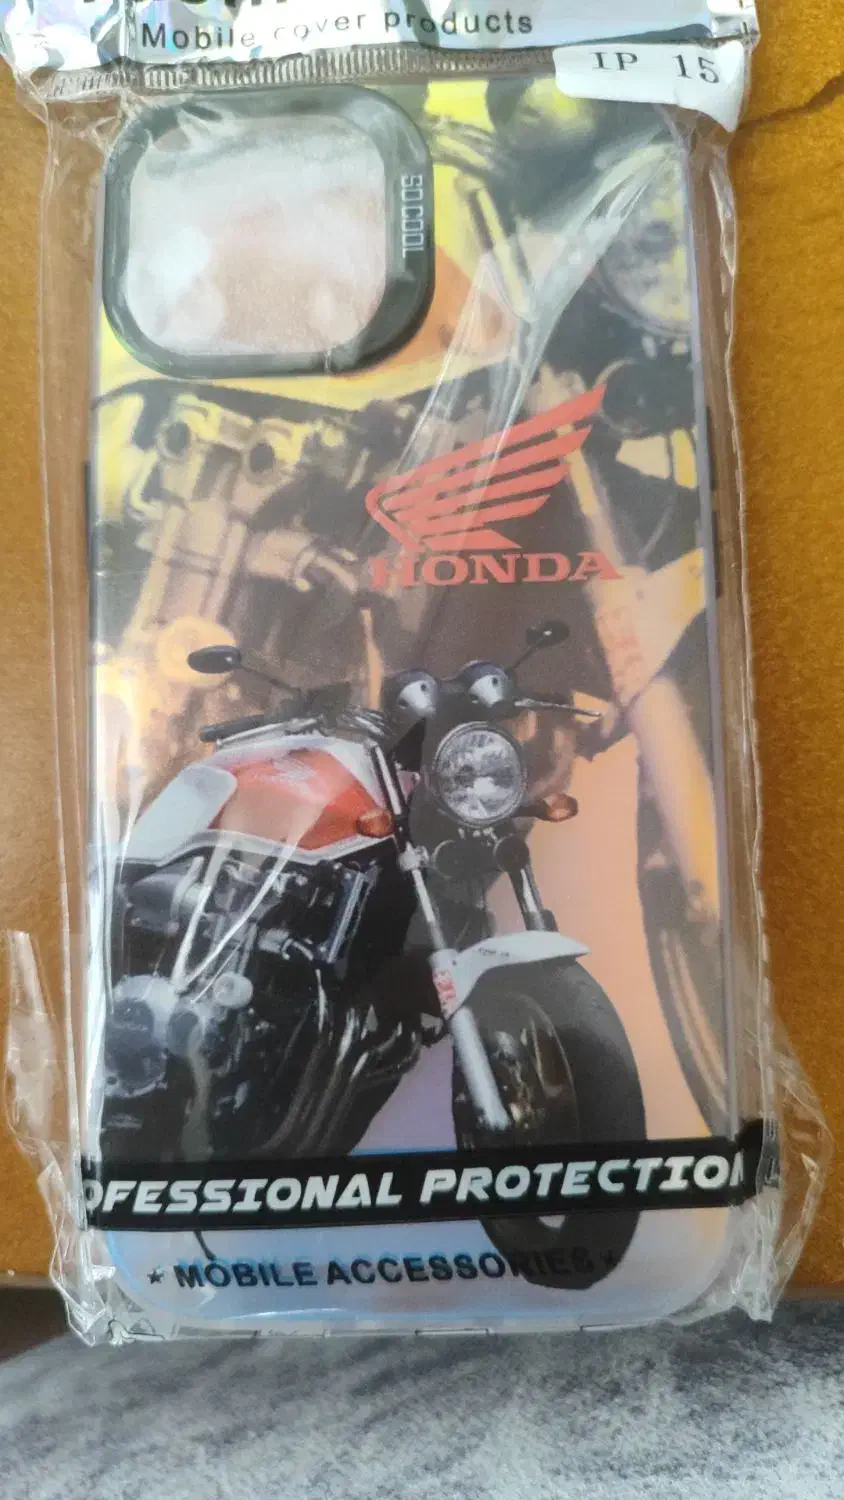 Mobile cover products
IP 15
SO COOL
HONDA
OFESSIONAL PROTECTION
★ MOBILE ACCESSORIES ★